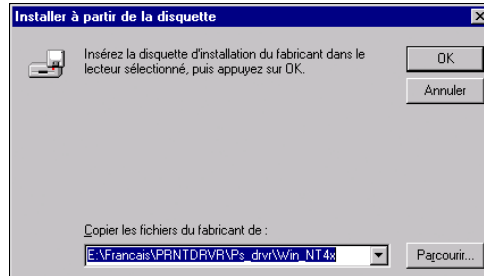 Installer à partir de la disquette
Insérez la disquette d'installation du fabricant dans le
lecteur sélectionné, puis appuyez sur OK.
OK
Annuler
Copier les fichiers du fabricant de :
E:\Francais\PRNTDRVR\Ps_drvr\Win_NT4x
Parcourir...